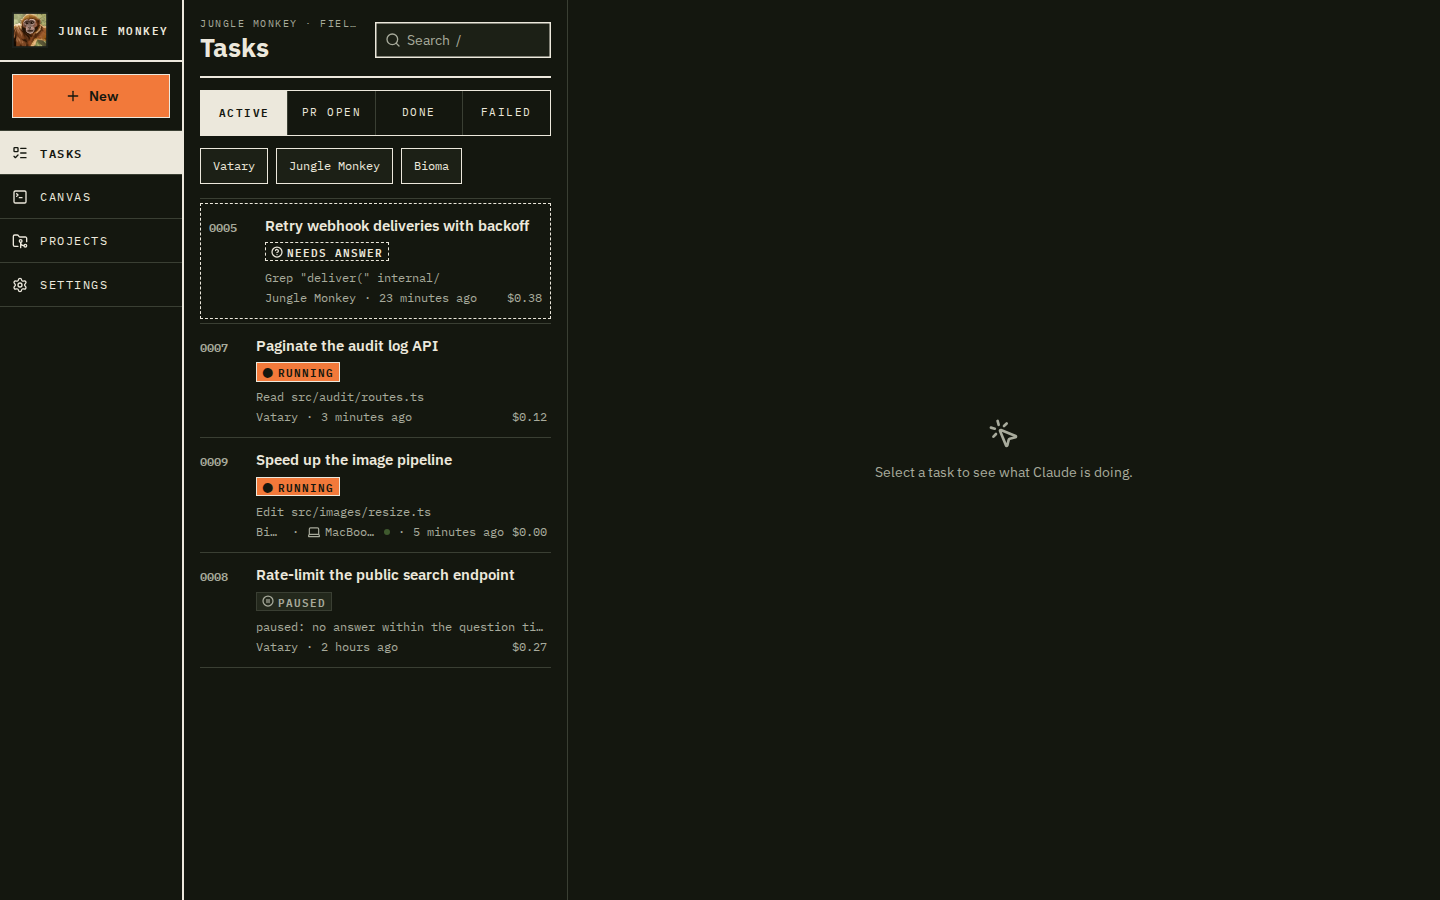 JUNGLE MONKEY
New
TASKS
CANVAS
PROJECTS
SETTINGS
JUNGLE MONKEY · FIEL…
Tasks
Search /
ACTIVE PR OPEN DONE FAILED
Vatary Jungle Monkey Bioma
0005 Retry webhook deliveries with backoff
NEEDS ANSWER
Grep "deliver(" internal/
Jungle Monkey · 23 minutes ago $0.38
0007 Paginate the audit log API
RUNNING
Read src/audit/routes.ts
Vatary · 3 minutes ago $0.12
0009 Speed up the image pipeline
RUNNING
Edit src/images/resize.ts
Bi… · MacBoo… · 5 minutes ago $0.00
0008 Rate-limit the public search endpoint
PAUSED
paused: no answer within the question ti…
Vatary · 2 hours ago $0.27
Select a task to see what Claude is doing.